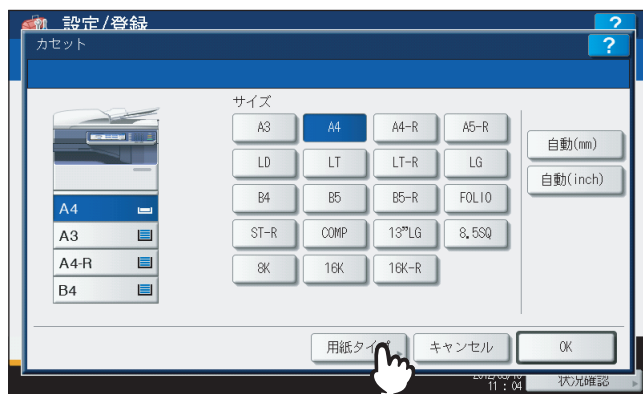 設定/登録 ?
カセット ?
サイズ
A3 A4 A4-R A5-R
自動(mm)
LD LT LT-R LG
自動(inch)
A4
B4 B5 B5-R FOLIO
A3
ST-R COMP 13"LG 8.5SQ
A4-R
8K 16K 16K-R
B4
用紙タイプ キャンセル OK
11:04 状況確認